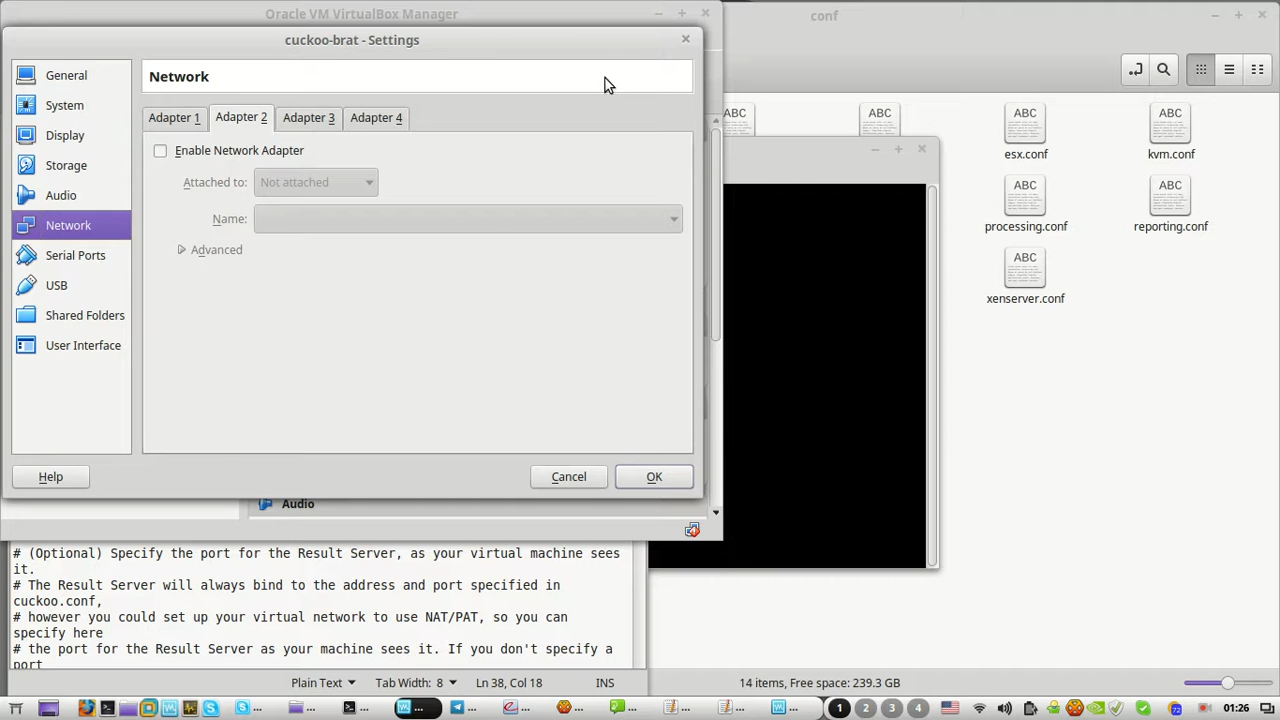 Oracle VM VirtualBox Manager
conf
cuckoo-brat - Settings
General
System
Display
Storage
Audio
Network
Serial Ports
USB
Shared Folders
User Interface
Network
Adapter 1
Adapter 2
Adapter 3
Adapter 4
Enable Network Adapter
Attached to:
Not attached
Name:
Advanced
Help
Cancel
OK
Audio
ABC
esx.conf
ABC
kvm.conf
ABC
processing.conf
ABC
reporting.conf
ABC
xenserver.conf
# (Optional) Specify the port for the Result Server, as your virtual machine sees
it.
# The Result Server will always bind to the address and port specified in
cuckoo.conf,
# however you could set up your virtual network to use NAT/PAT, so you can
specify here
# the port for the Result Server as your machine sees it. If you don't specify a
port
Plain Text
Tab Width: 8
Ln 38, Col 18
INS
14 items, Free space: 239.3 GB
1
2
3
4
72
01:26